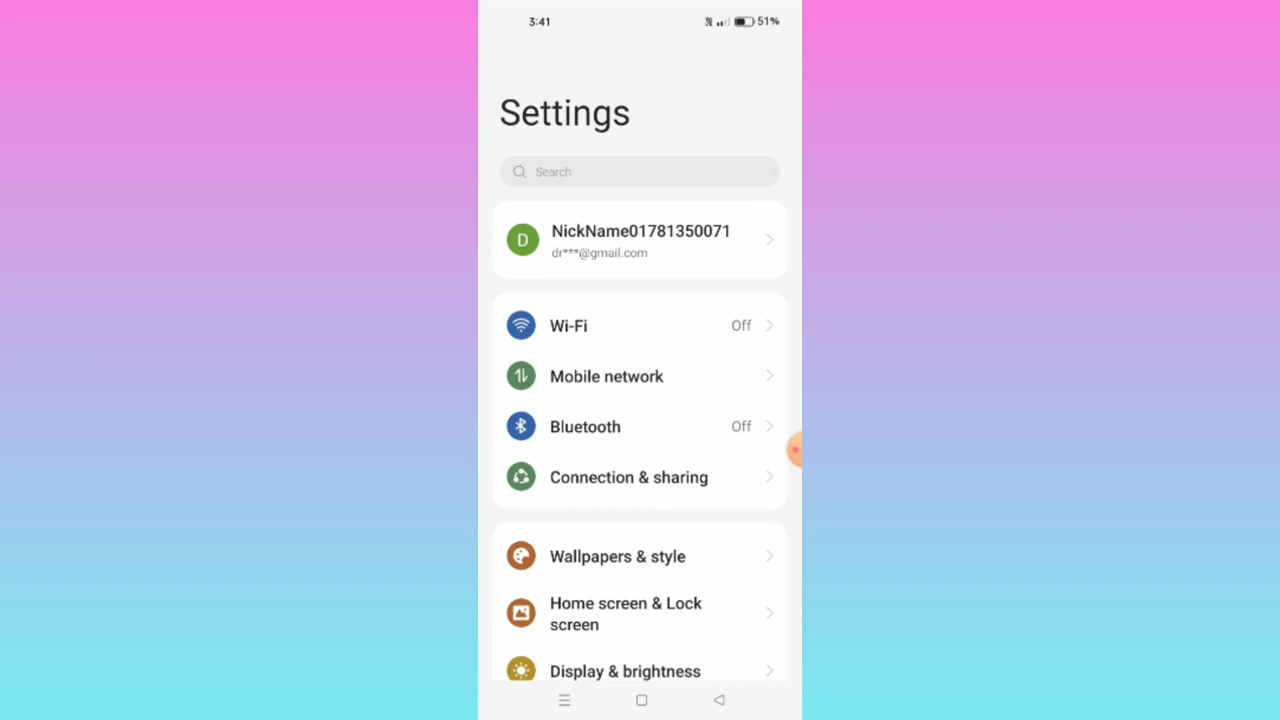 3:41 51%
Settings
Search
D NickName01781350071
dr***@gmail.com
Wi-Fi Off
Mobile network
Bluetooth Off
Connection & sharing
Wallpapers & style
Home screen & Lock
screen
Display & brightness